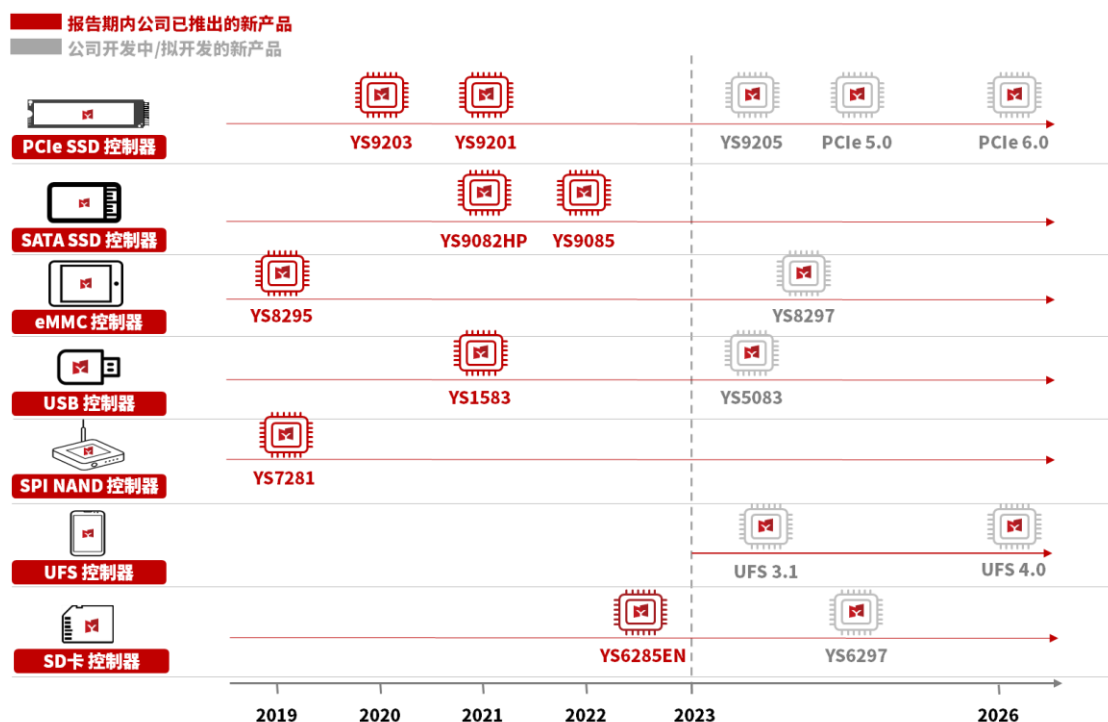 报告期内公司已推出的新产品
公司开发中/拟开发的新产品
PCIe SSD 控制器
YS9203
YS9201
YS9205
PCIe 5.0
PCIe 6.0
SATA SSD 控制器
YS9082HP
YS9085
eMMC 控制器
YS8295
YS8297
USB 控制器
YS1583
YS5083
SPI NAND 控制器
YS7281
UFS 控制器
UFS 3.1
UFS 4.0
SD卡 控制器
YS6285EN
YS6297
2019
2020
2021
2022
2023
2026